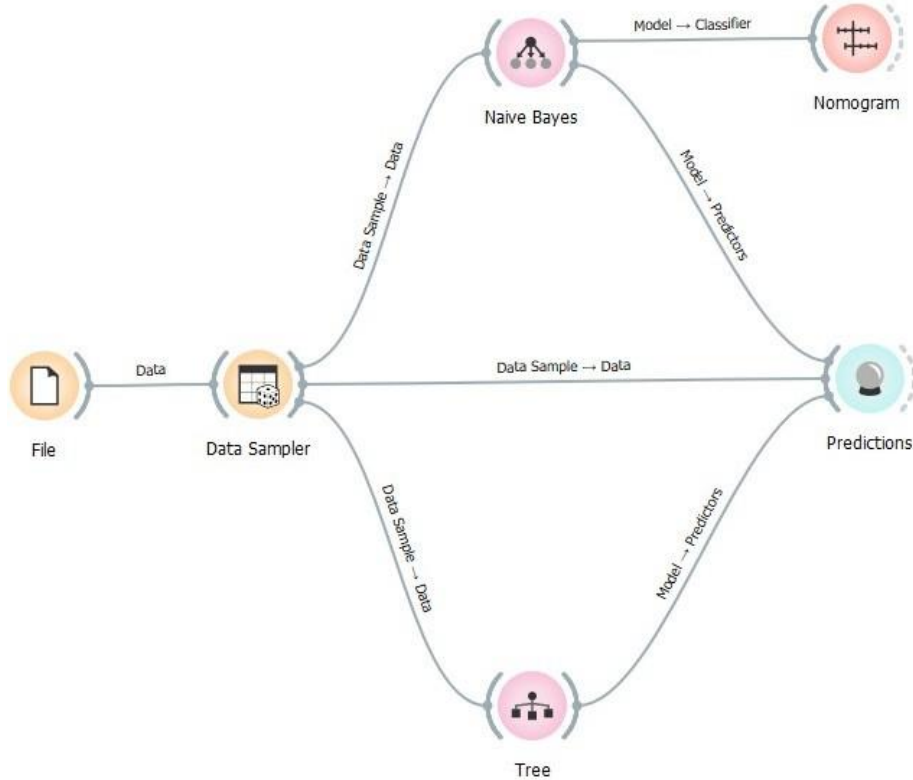 Model → Classifier
Naive Bayes
Nomogram
Data Sample → Data
Model → Predictors
Data
Data Sample → Data
File
Data Sampler
Predictions
Data Sample → Data
Model → Predictors
Tree